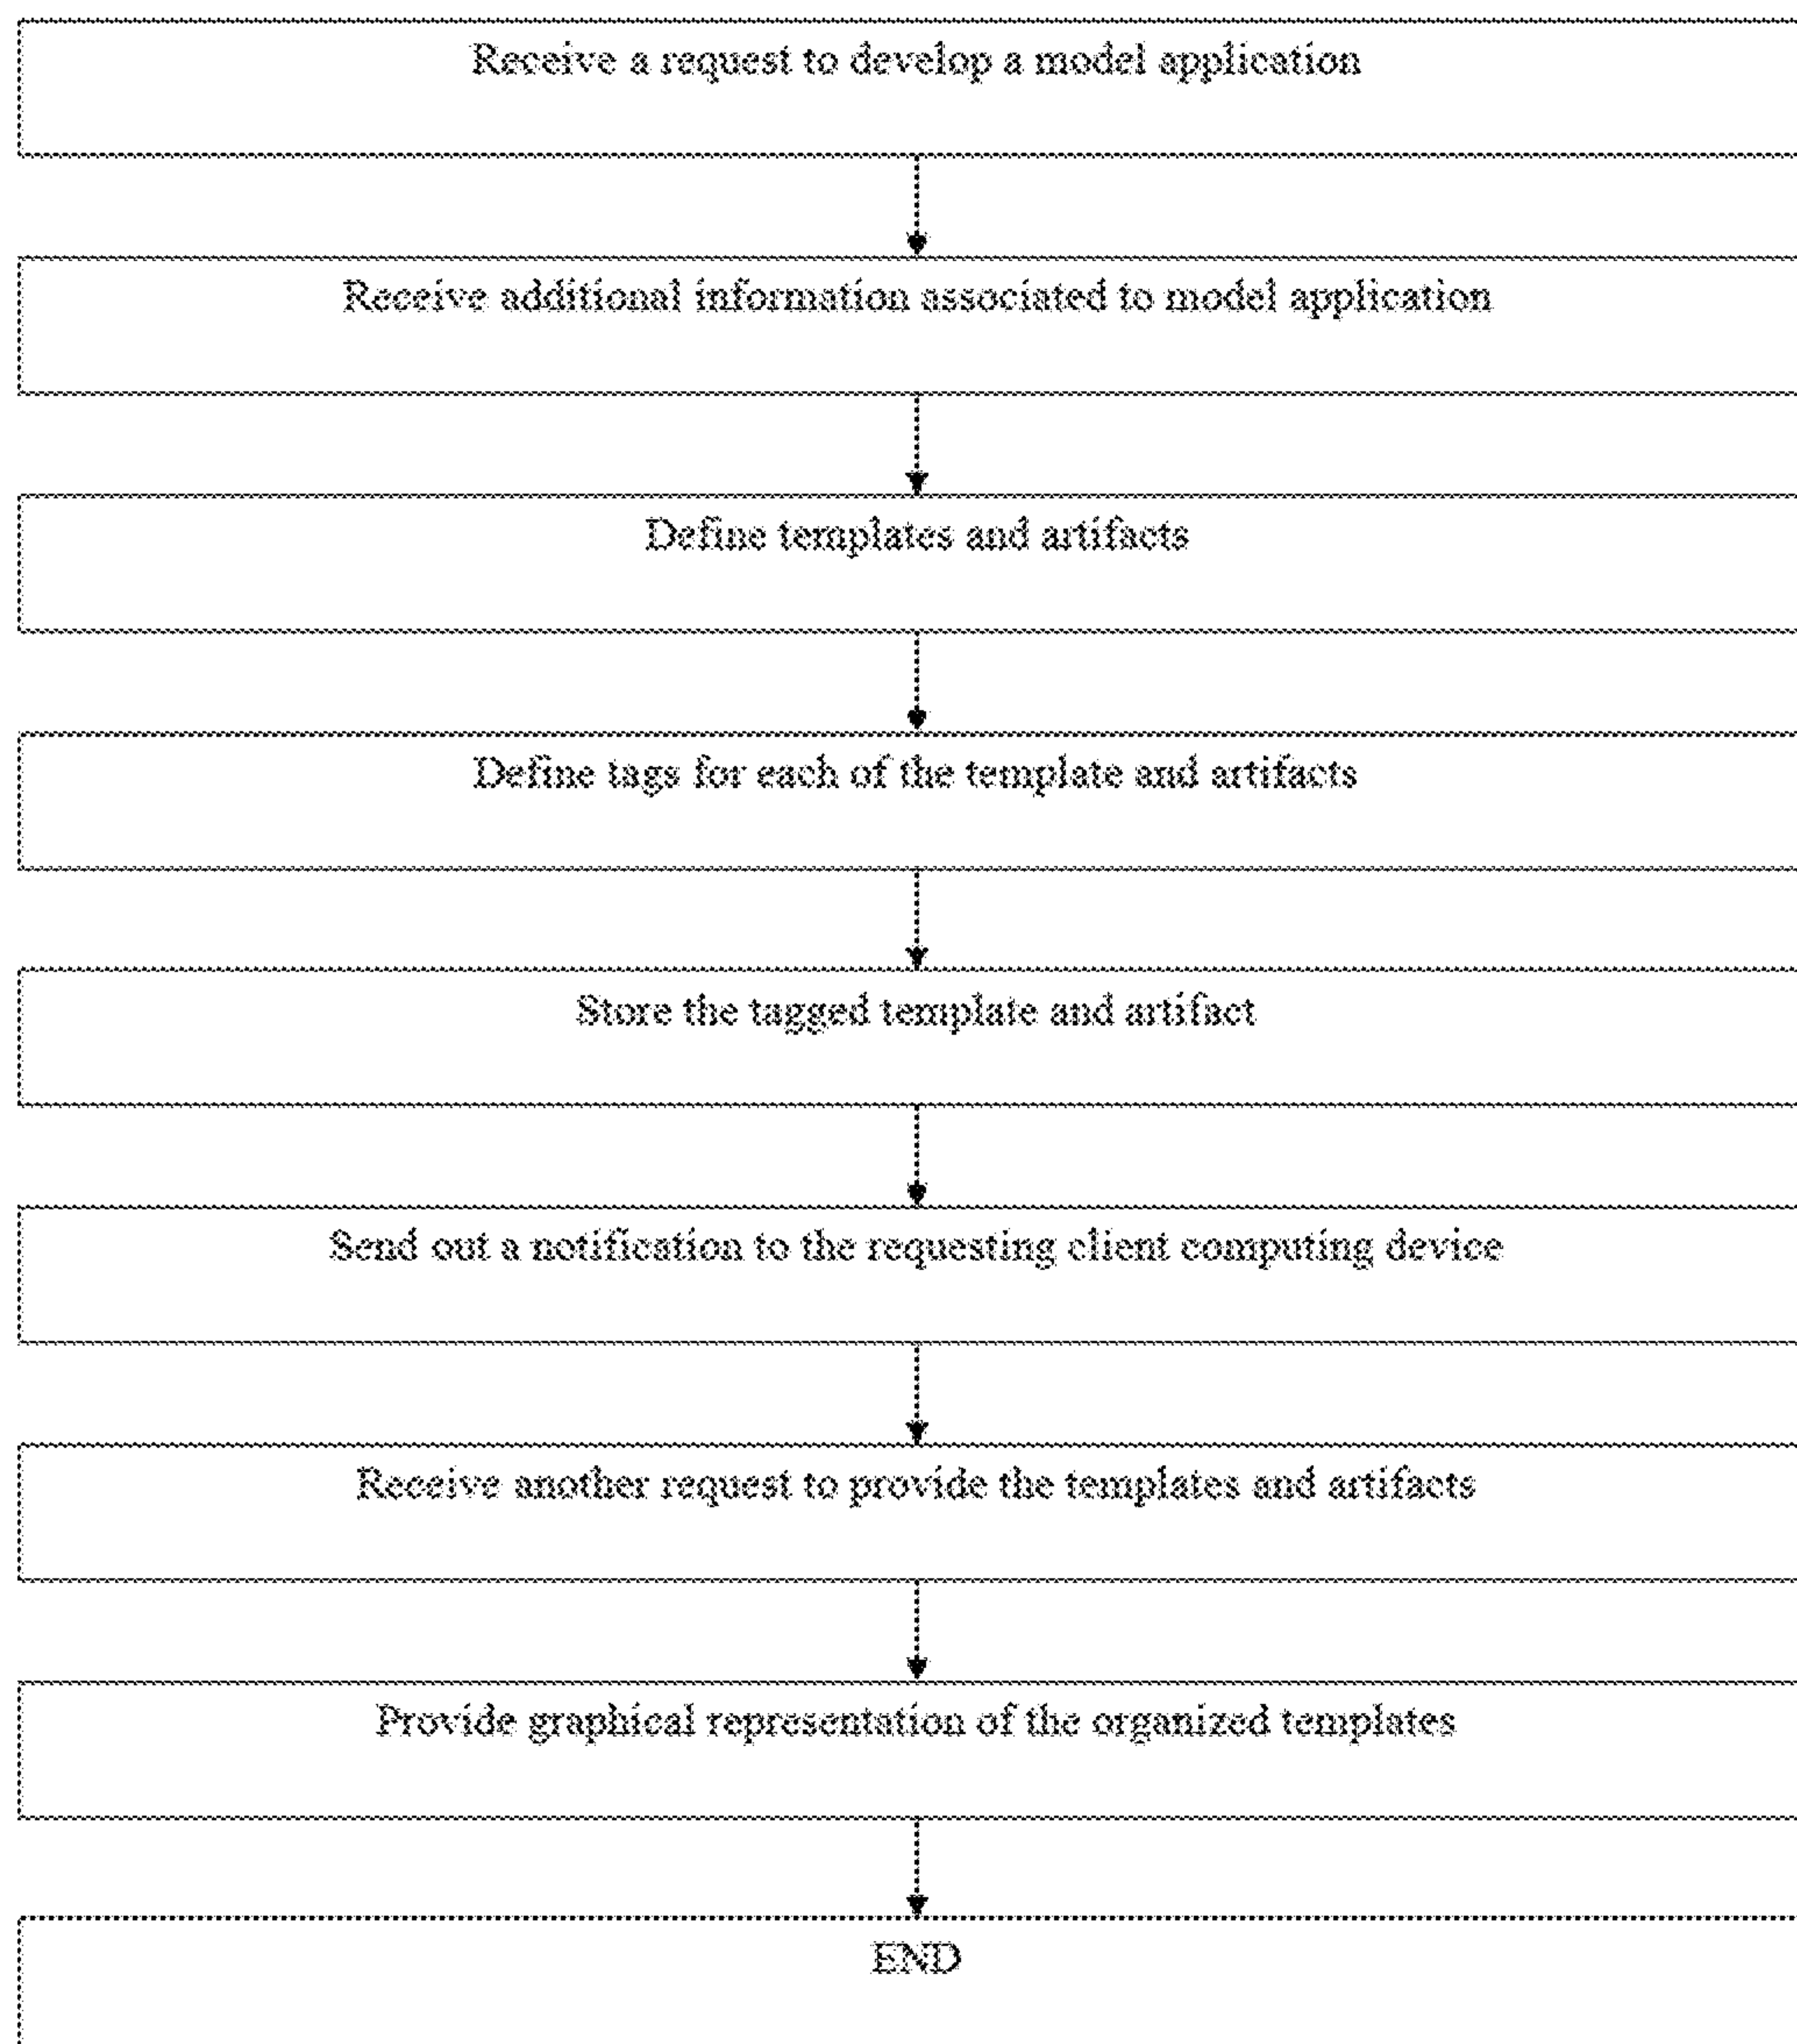 Receive a request to develop a model application
Receive additional information associated to model application
Define templates and artifacts
Define tags for each of the template and artifacts
Store the tagged template and artifact
Send out a notification to the requesting client computing device
Receive another request to provide the templates and artifacts
Provide graphical representation of the organized templates
END